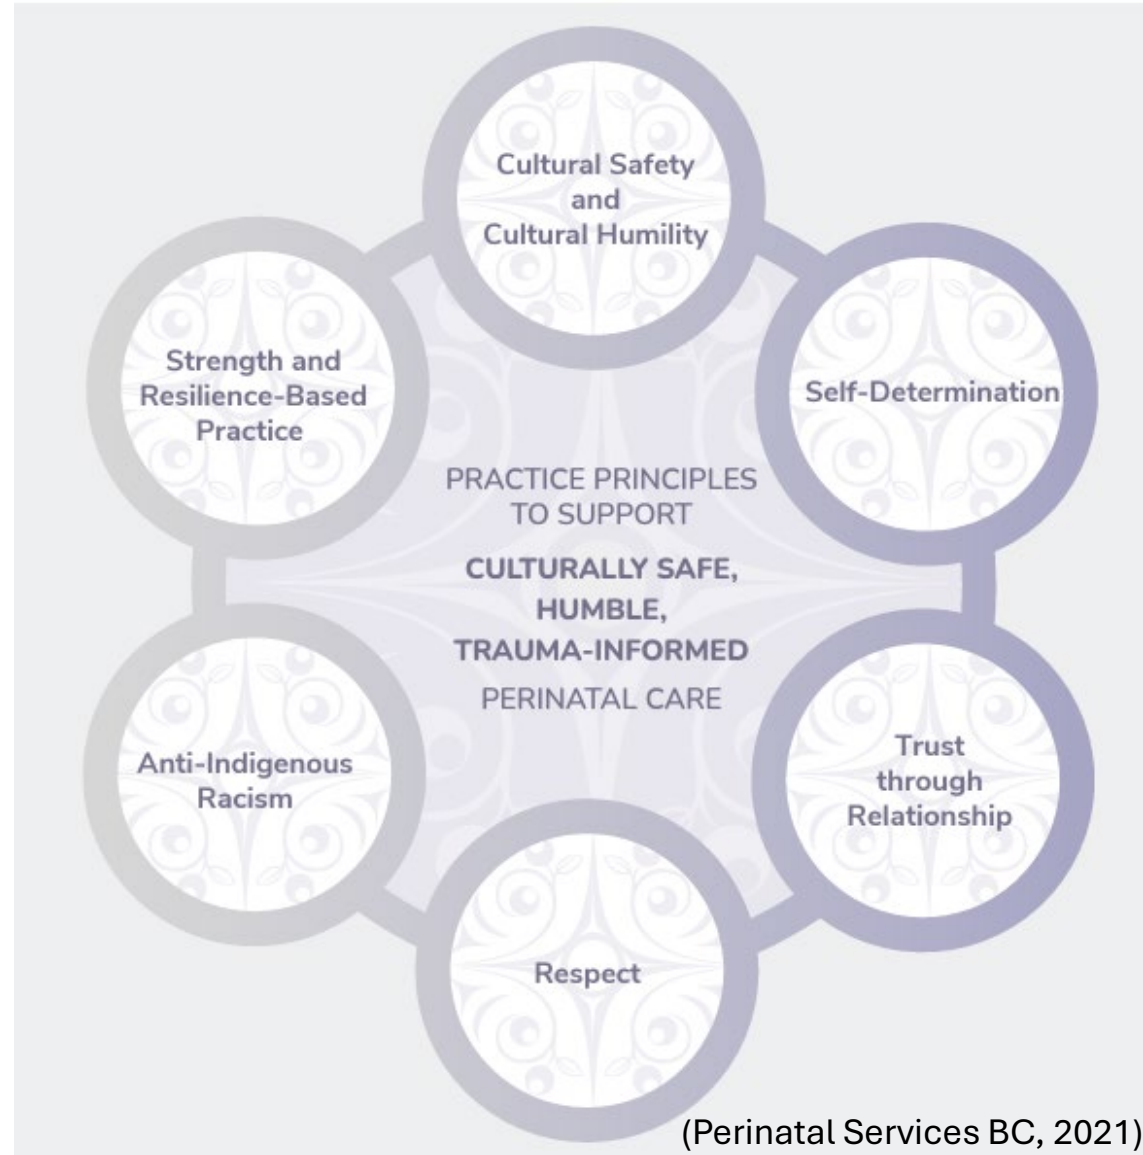 Cultural Safety
and
Cultural Humility
Strength and
Resilience-Based
Practice
Self-Determination
PRACTICE PRINCIPLES
TO SUPPORT
CULTURALLY SAFE,
HUMBLE,
TRAUMA-INFORMED
PERINATAL CARE
Anti-Indigenous
Racism
Trust
through
Relationship
Respect
(Perinatal Services BC, 2021)